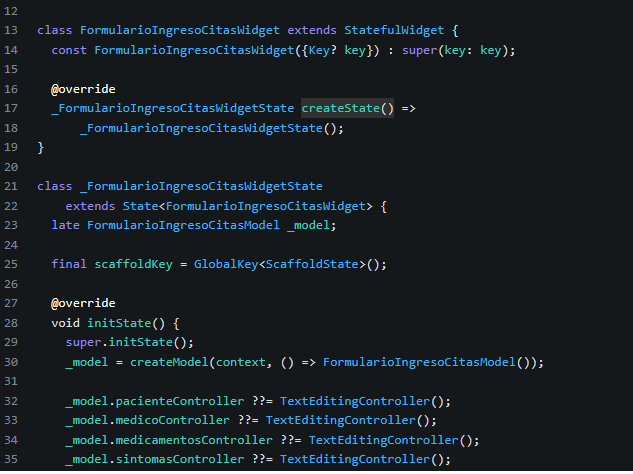 12
13 class FormularioIngresoCitasWidget extends StatefulWidget {
14   const FormularioIngresoCitasWidget({Key? key}) : super(key: key);
15
16   @override
17   _FormularioIngresoCitasWidgetState createState() =>
18       _FormularioIngresoCitasWidgetState();
19 }
20
21 class _FormularioIngresoCitasWidgetState
22     extends State<FormularioIngresoCitasWidget> {
23   late FormularioIngresoCitasModel _model;
24
25   final scaffoldKey = GlobalKey<ScaffoldState>();
26
27   @override
28   void initState() {
29     super.initState();
30     _model = createModel(context, () => FormularioIngresoCitasModel());
31
32     _model.pacienteController ??= TextEditingController();
33     _model.medicoController ??= TextEditingController();
34     _model.medicamentosController ??= TextEditingController();
35     _model.sintomasController ??= TextEditingController();